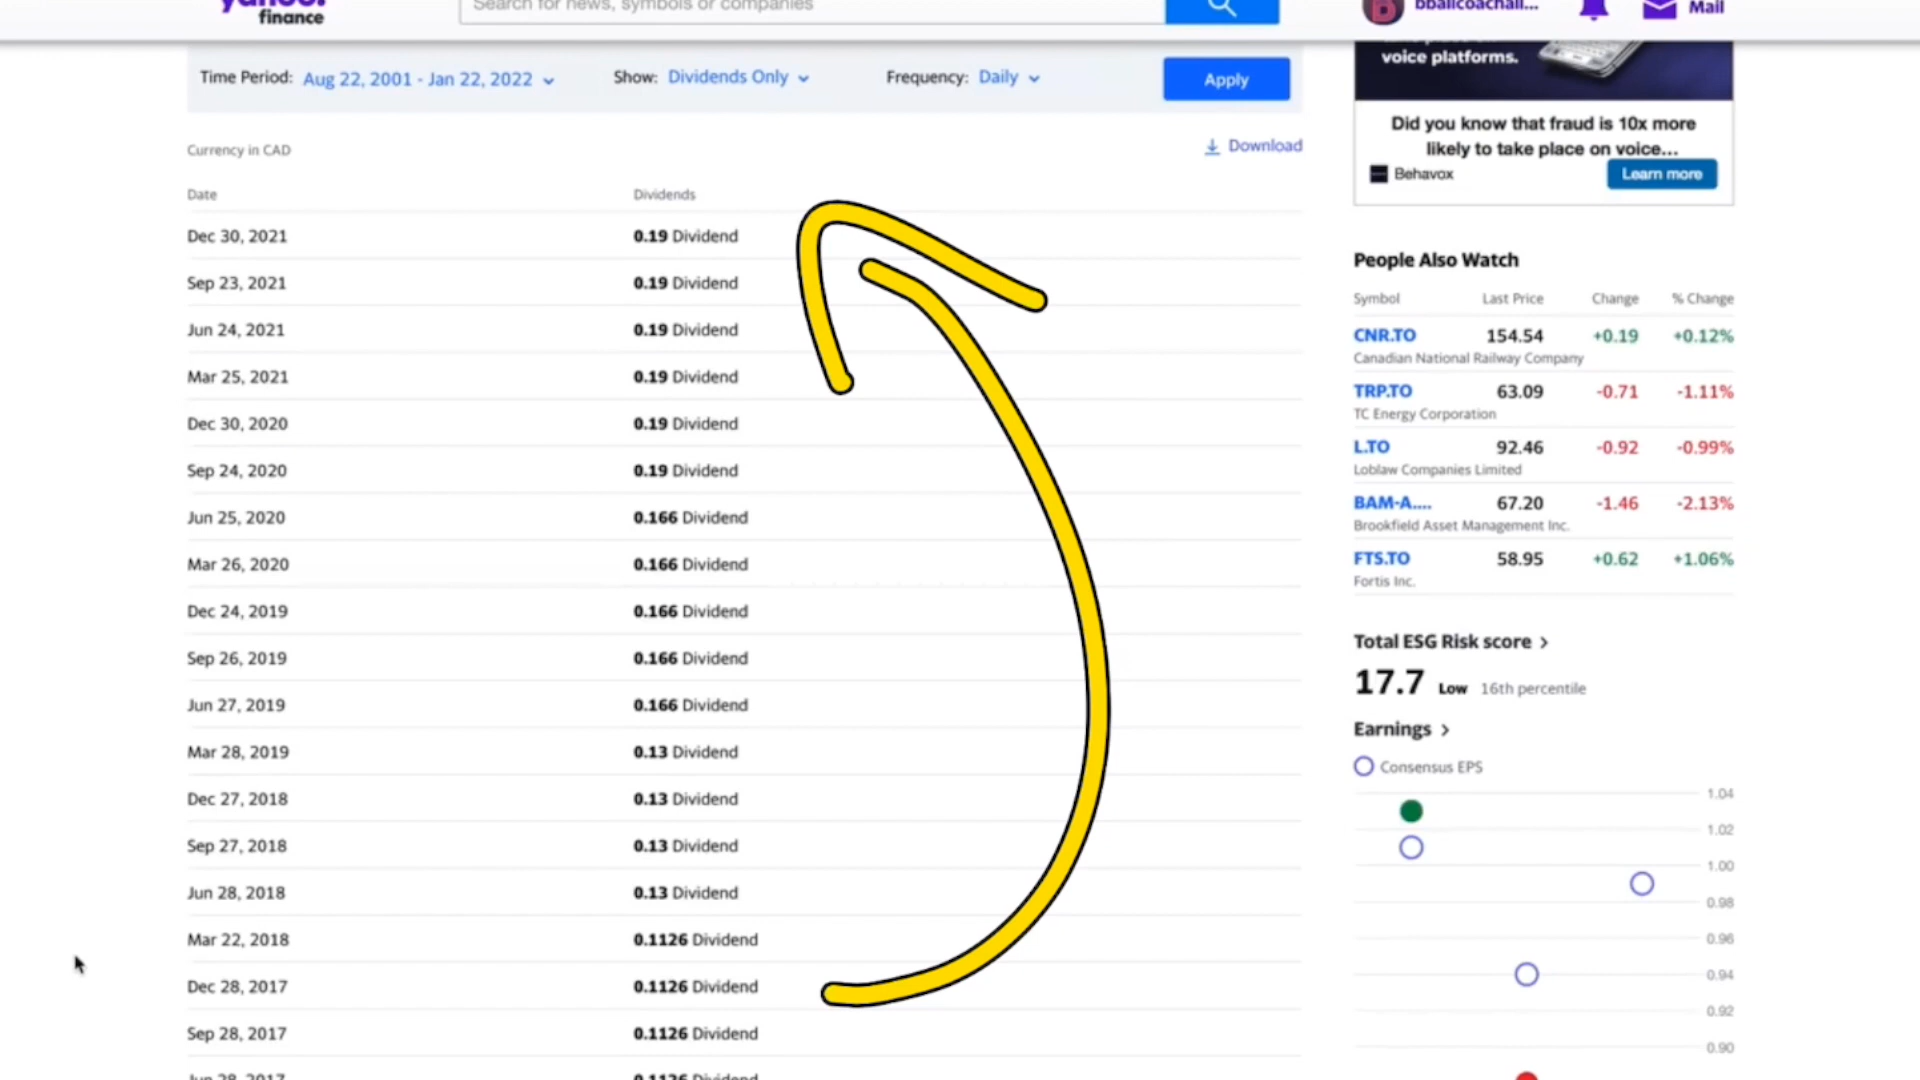 finance
Search for news, symbols or companies
bballcoachall...
Mail
Time Period: Aug 22, 2001 - Jan 22, 2022
Show: Dividends Only
Frequency: Daily
Apply
Currency in CAD
Download
Date Dividends
Dec 30, 2021 0.19 Dividend
Sep 23, 2021 0.19 Dividend
Jun 24, 2021 0.19 Dividend
Mar 25, 2021 0.19 Dividend
Dec 30, 2020 0.19 Dividend
Sep 24, 2020 0.19 Dividend
Jun 25, 2020 0.166 Dividend
Mar 26, 2020 0.166 Dividend
Dec 24, 2019 0.166 Dividend
Sep 26, 2019 0.166 Dividend
Jun 27, 2019 0.166 Dividend
Mar 28, 2019 0.13 Dividend
Dec 27, 2018 0.13 Dividend
Sep 27, 2018 0.13 Dividend
Jun 28, 2018 0.13 Dividend
Mar 22, 2018 0.1126 Dividend
Dec 28, 2017 0.1126 Dividend
Sep 28, 2017 0.1126 Dividend
Jun 28, 2017 0.1126 Dividend
voice platforms.
Did you know that fraud is 10x more
likely to take place on voice...
Behavox
Learn more
People Also Watch
Symbol Last Price Change % Change
CNR.TO 154.54 +0.19 +0.12%
Canadian National Railway Company
TRP.TO 63.09 -0.71 -1.11%
TC Energy Corporation
L.TO 92.46 -0.92 -0.99%
Loblaw Companies Limited
BAM-A.... 67.20 -1.46 -2.13%
Brookfield Asset Management Inc.
FTS.TO 58.95 +0.62 +1.06%
Fortis Inc.
Total ESG Risk score >
17.7 Low 16th percentile
Earnings >
Consensus EPS
1.04
1.02
1.00
0.98
0.96
0.94
0.92
0.90